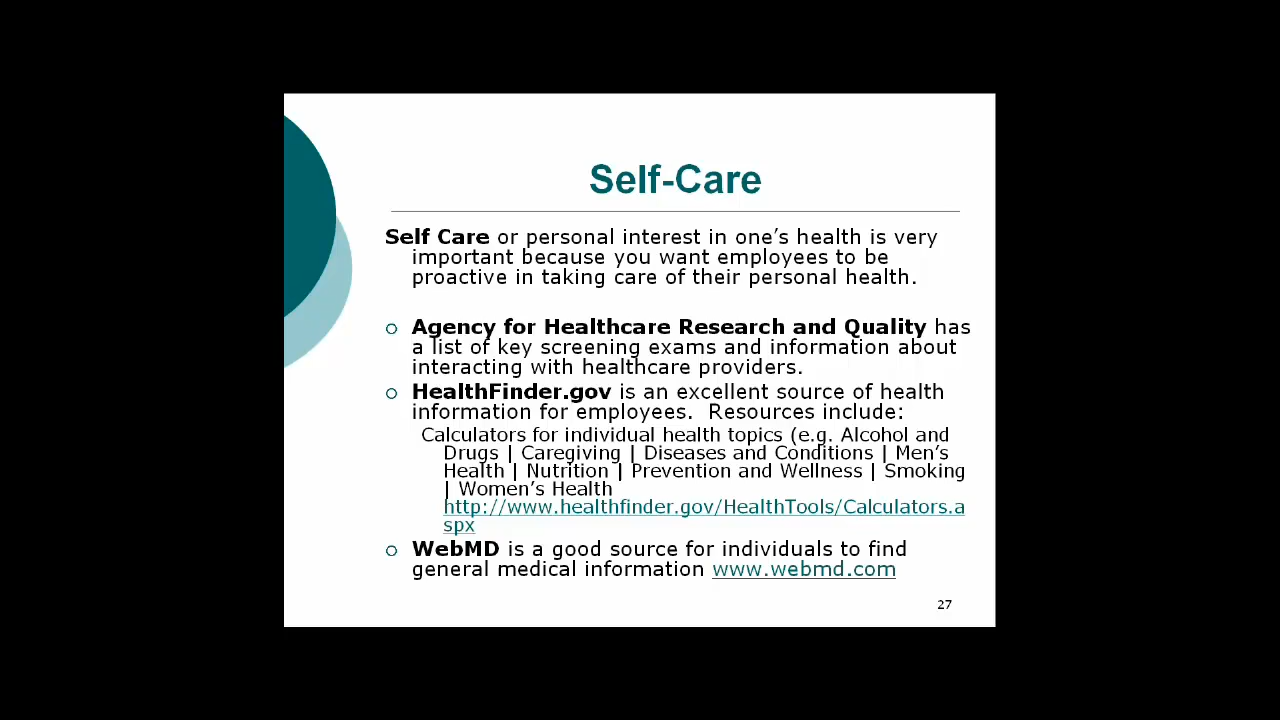 Self-Care
Self Care or personal interest in one’s health is very
important because you want employees to be
proactive in taking care of their personal health.
Agency for Healthcare Research and Quality has
a list of key screening exams and information about
interacting with healthcare providers.
HealthFinder.gov is an excellent source of health
information for employees.  Resources include:
Calculators for individual health topics (e.g. Alcohol and
Drugs | Caregiving | Diseases and Conditions | Men’s
Health | Nutrition | Prevention and Wellness | Smoking
| Women’s Health
http://www.healthfinder.gov/HealthTools/Calculators.a
spx
WebMD is a good source for individuals to find
general medical information www.webmd.com
27